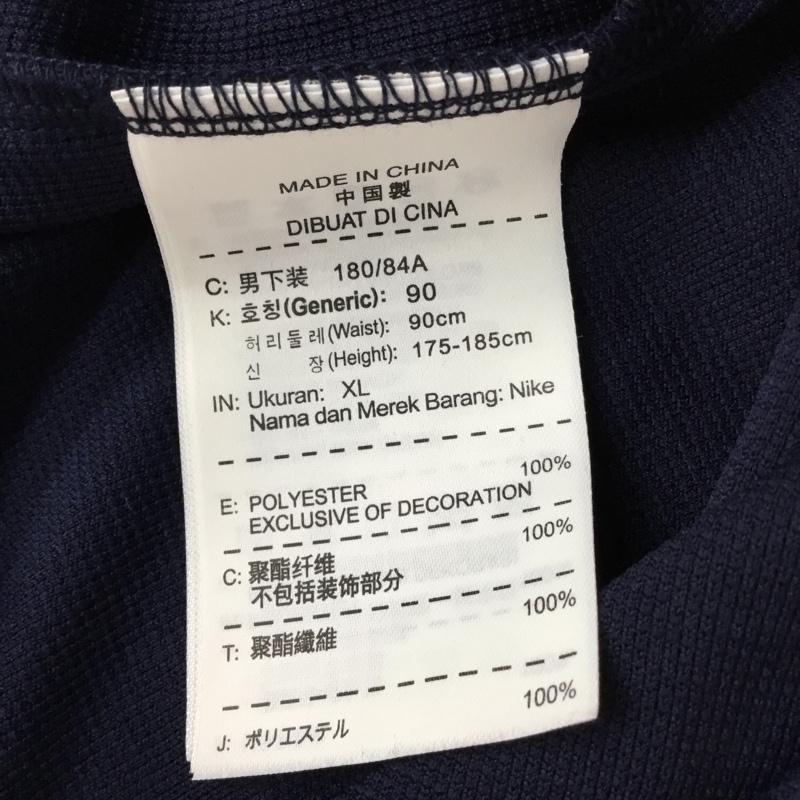 MADE IN CHINA
中国製
DIBUAT DI CINA
C: 男下装 180/84A
K: 호칭(Generic): 90
허리둘레(Waist): 90cm
신 장(Height): 175-185cm
IN: Ukuran: XL
Nama dan Merek Barang: Nike
100%
E: POLYESTER
EXCLUSIVE OF DECORATION
100%
C: 聚酯纤维
不包括装饰部分
100%
T: 聚酯纖維
100%
J: ポリエステル